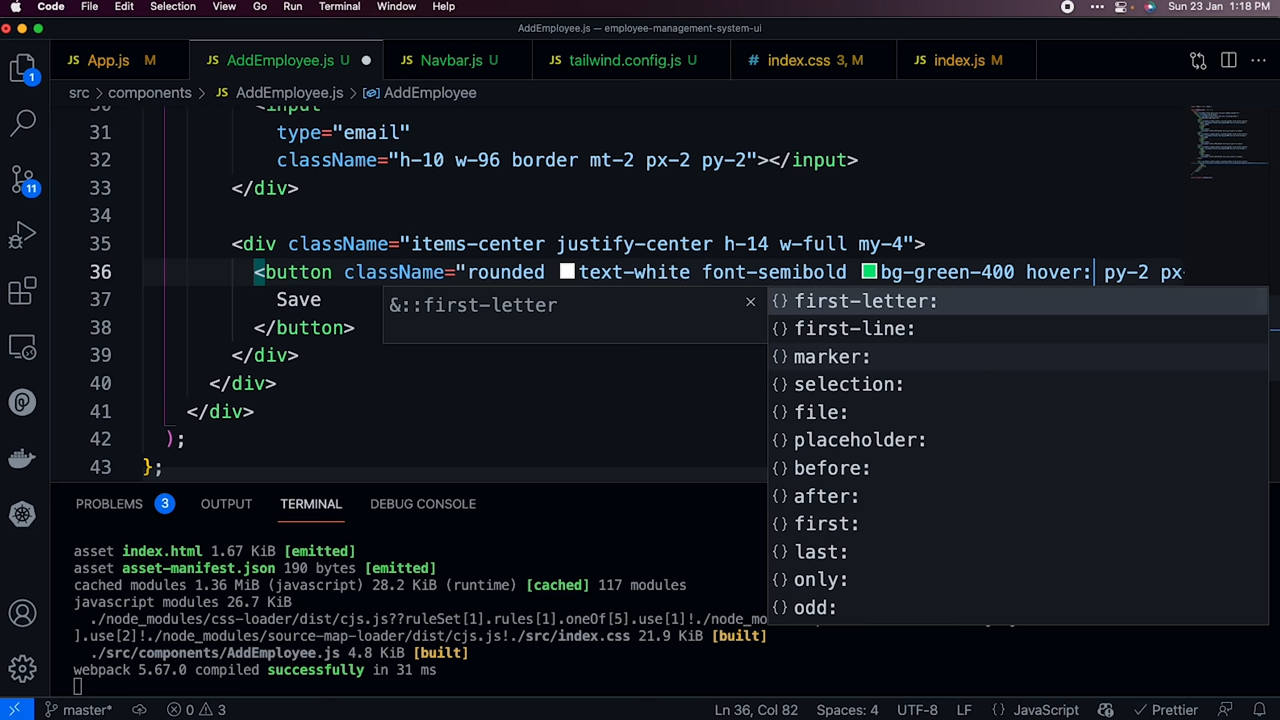 Code File Edit Selection View Go Run Terminal Window Help Sun 23 Jan 1:18 PM
AddEmployee.js — employee-management-system-ui
JS App.js M JS AddEmployee.js U JS Navbar.js U JS tailwind.config.js U # index.css 3, M JS index.js M
src > components > JS AddEmployee.js > AddEmployee
30 <input
31 type="email"
32 className="h-10 w-96 border mt-2 px-2 py-2"></input>
33 </div>
34
35 <div className="items-center justify-center h-14 w-full my-4">
36 <button className="rounded text-white font-semibold bg-green-400 hover: py-2 px-
37 Save
38 </button>
39 </div>
40 </div>
41 </div>
42 );
43 };
&::first-letter
{} first-letter:
{} first-line:
{} marker:
{} selection:
{} file:
{} placeholder:
{} before:
{} after:
{} first:
{} last:
{} only:
{} odd:
1
11
PROBLEMS 3 OUTPUT TERMINAL DEBUG CONSOLE
asset index.html 1.67 KiB [emitted]
asset asset-manifest.json 190 bytes [emitted]
cached modules 1.36 MiB (javascript) 28.2 KiB (runtime) [cached] 117 modules
javascript modules 26.7 KiB
./node_modules/css-loader/dist/cjs.js??ruleSet[1].rules[1].oneOf[5].use[1]!./node_mod
].use[2]!./node_modules/source-map-loader/dist/cjs.js!./src/index.css 21.9 KiB [built]
./src/components/AddEmployee.js 4.8 KiB [built]
webpack 5.67.0 compiled successfully in 31 ms
master* 0 3 Ln 36, Col 82 Spaces: 4 UTF-8 LF {} JavaScript Prettier